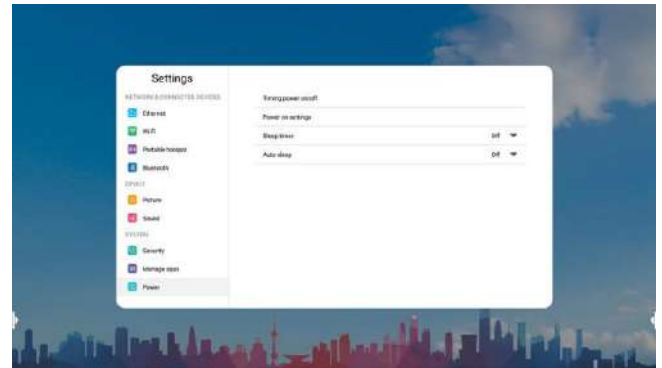 Settings
NETWORK & CONNECTED DEVICES
Ethernet
Wi-Fi
Portable hotspot
Bluetooth
DEVICE
Picture
Sound
SYSTEM
Security
Manage apps
Power
Timing power on/off
Power on settings
Sleep timer
Off
Auto sleep
Off